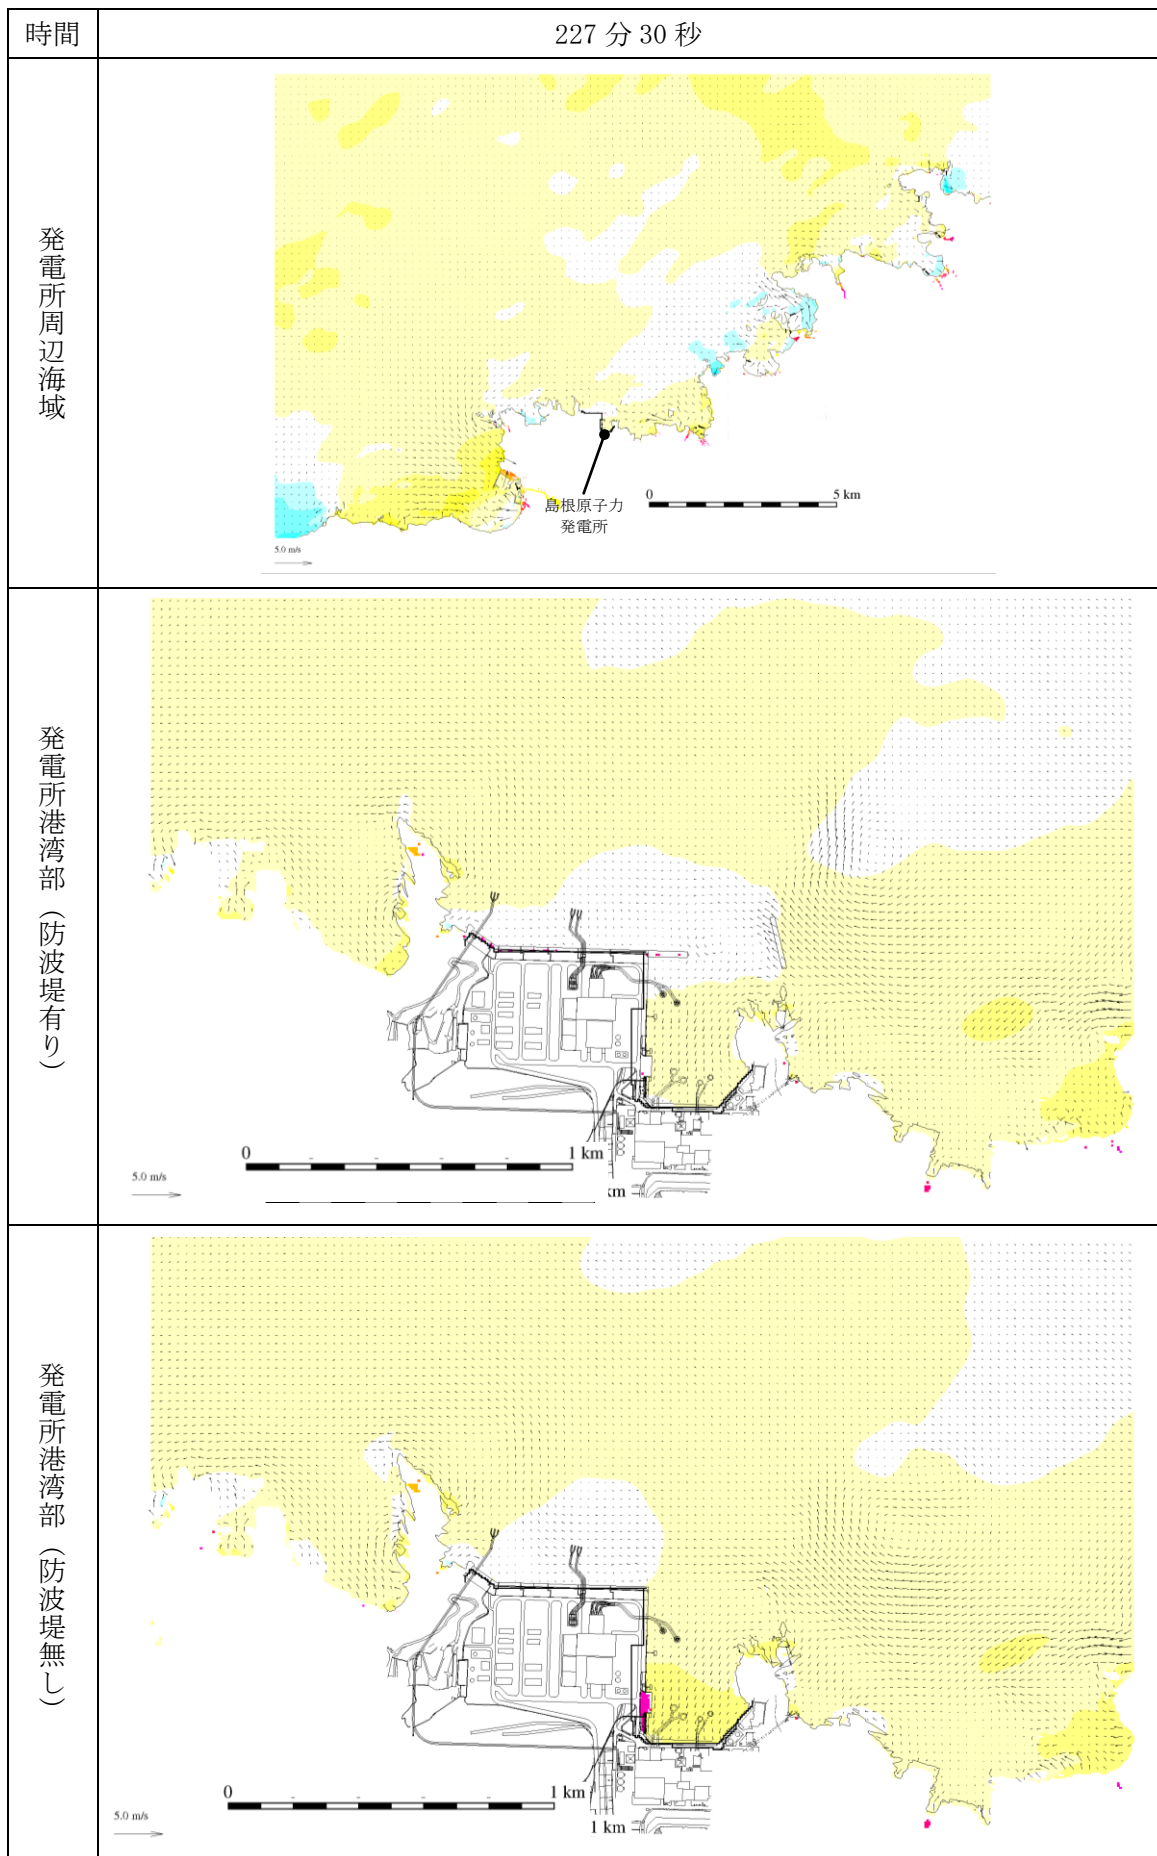 時間
227 分 30 秒
発電所周辺海域
島根原子力
発電所
0
5 km
5.0 m/s
発電所港湾部（防波堤有り）
0
1 km
5.0 m/s
km
発電所港湾部（防波堤無し）
0
1 km
5.0 m/s
1 km